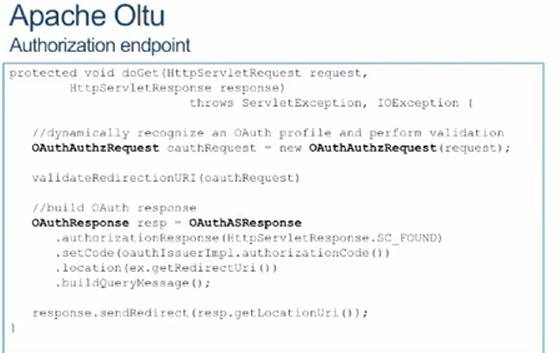 Apache Oltu
Authorization endpoint
protected void doGet(HttpServletRequest request,
HttpServletResponse response)
throws ServletException, IOException {
//dynamically recognize an OAuth profile and perform validation
OAuthAuthzRequest oauthRequest = new OAuthAuthzRequest(request);
validateRedirectionURI(oauthRequest)
//build OAuth response
OAuthResponse resp = OAuthASResponse
.authorizationResponse(HttpServletResponse.SC_FOUND)
.setCode(oauthIssuerImpl.authorizationCode())
.location(ex.getRedirectUri())
.buildQueryMessage();
response.sendRedirect(resp.getLocationUri());
}